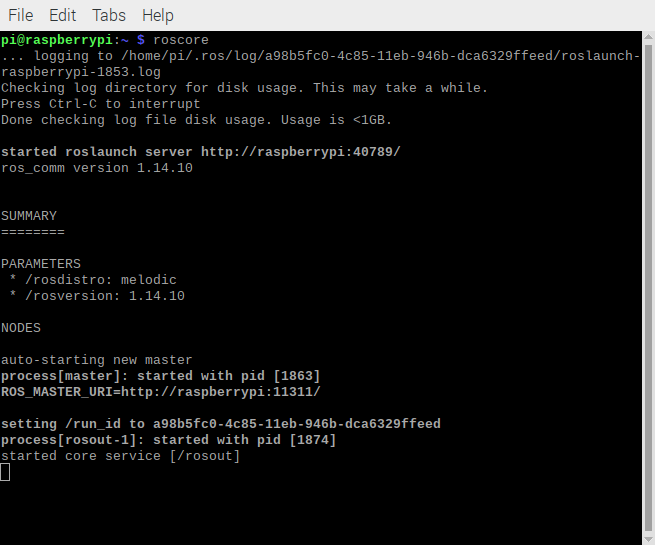 File Edit Tabs Help
pi@raspberrypi:~ $ roscore
... logging to /home/pi/.ros/log/a98b5fc0-4c85-11eb-946b-dca6329ffeed/roslaunch-
raspberrypi-1853.log
Checking log directory for disk usage. This may take a while.
Press Ctrl-C to interrupt
Done checking log file disk usage. Usage is <1GB.
started roslaunch server http://raspberrypi:40789/
ros_comm version 1.14.10
SUMMARY
========
PARAMETERS
* /rosdistro: melodic
* /rosversion: 1.14.10
NODES
auto-starting new master
process[master]: started with pid [1863]
ROS_MASTER_URI=http://raspberrypi:11311/
setting /run_id to a98b5fc0-4c85-11eb-946b-dca6329ffeed
process[rosout-1]: started with pid [1874]
started core service [/rosout]